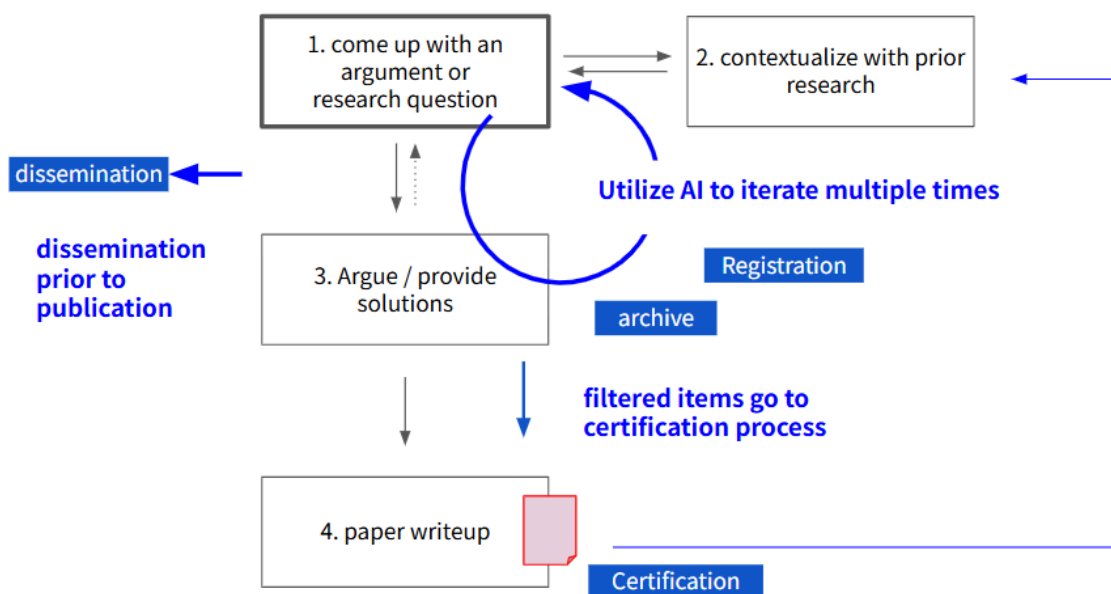 1. come up with an
argument or
research question
2. contextualize with prior
research
dissemination
Utilize AI to iterate multiple times
dissemination
prior to
publication
3. Argue / provide
solutions
Registration
archive
filtered items go to
certification process
4. paper writeup
Certification